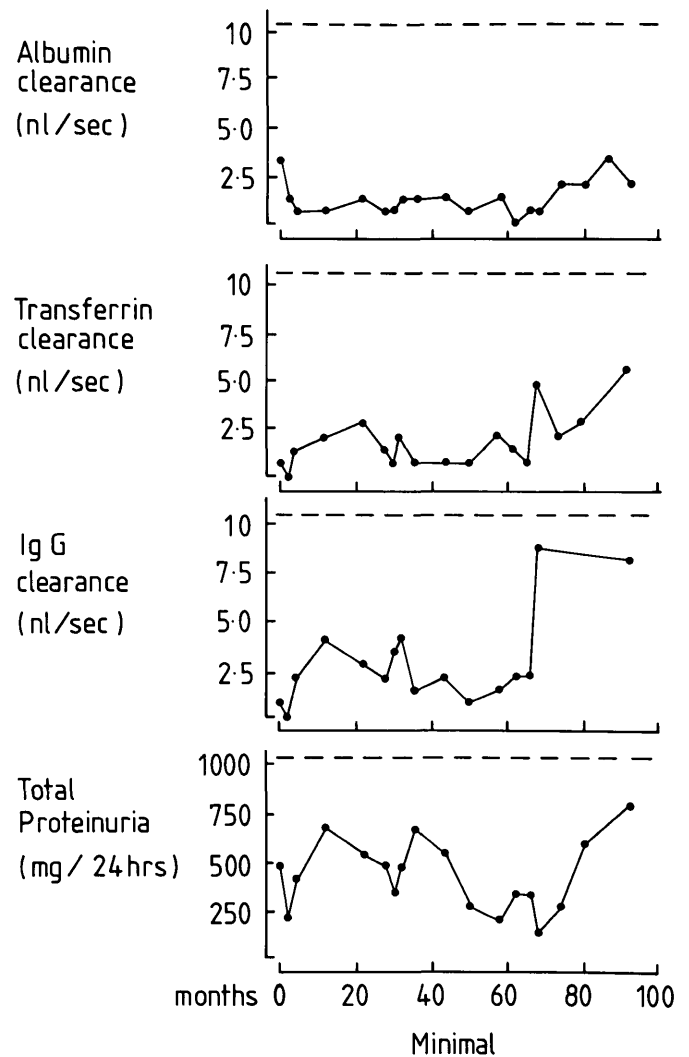 Albumin
clearance
(nl/sec)
10
7·5
5·0
2·5
Transferrin
clearance
(nl/sec)
10
7·5
5·0
2·5
Ig G
clearance
(nl/sec)
10
7·5
5·0
2·5
Total
Proteinuria
(mg/ 24hrs)
1000
750
500
250
months 0 20 40 60 80 100
Minimal